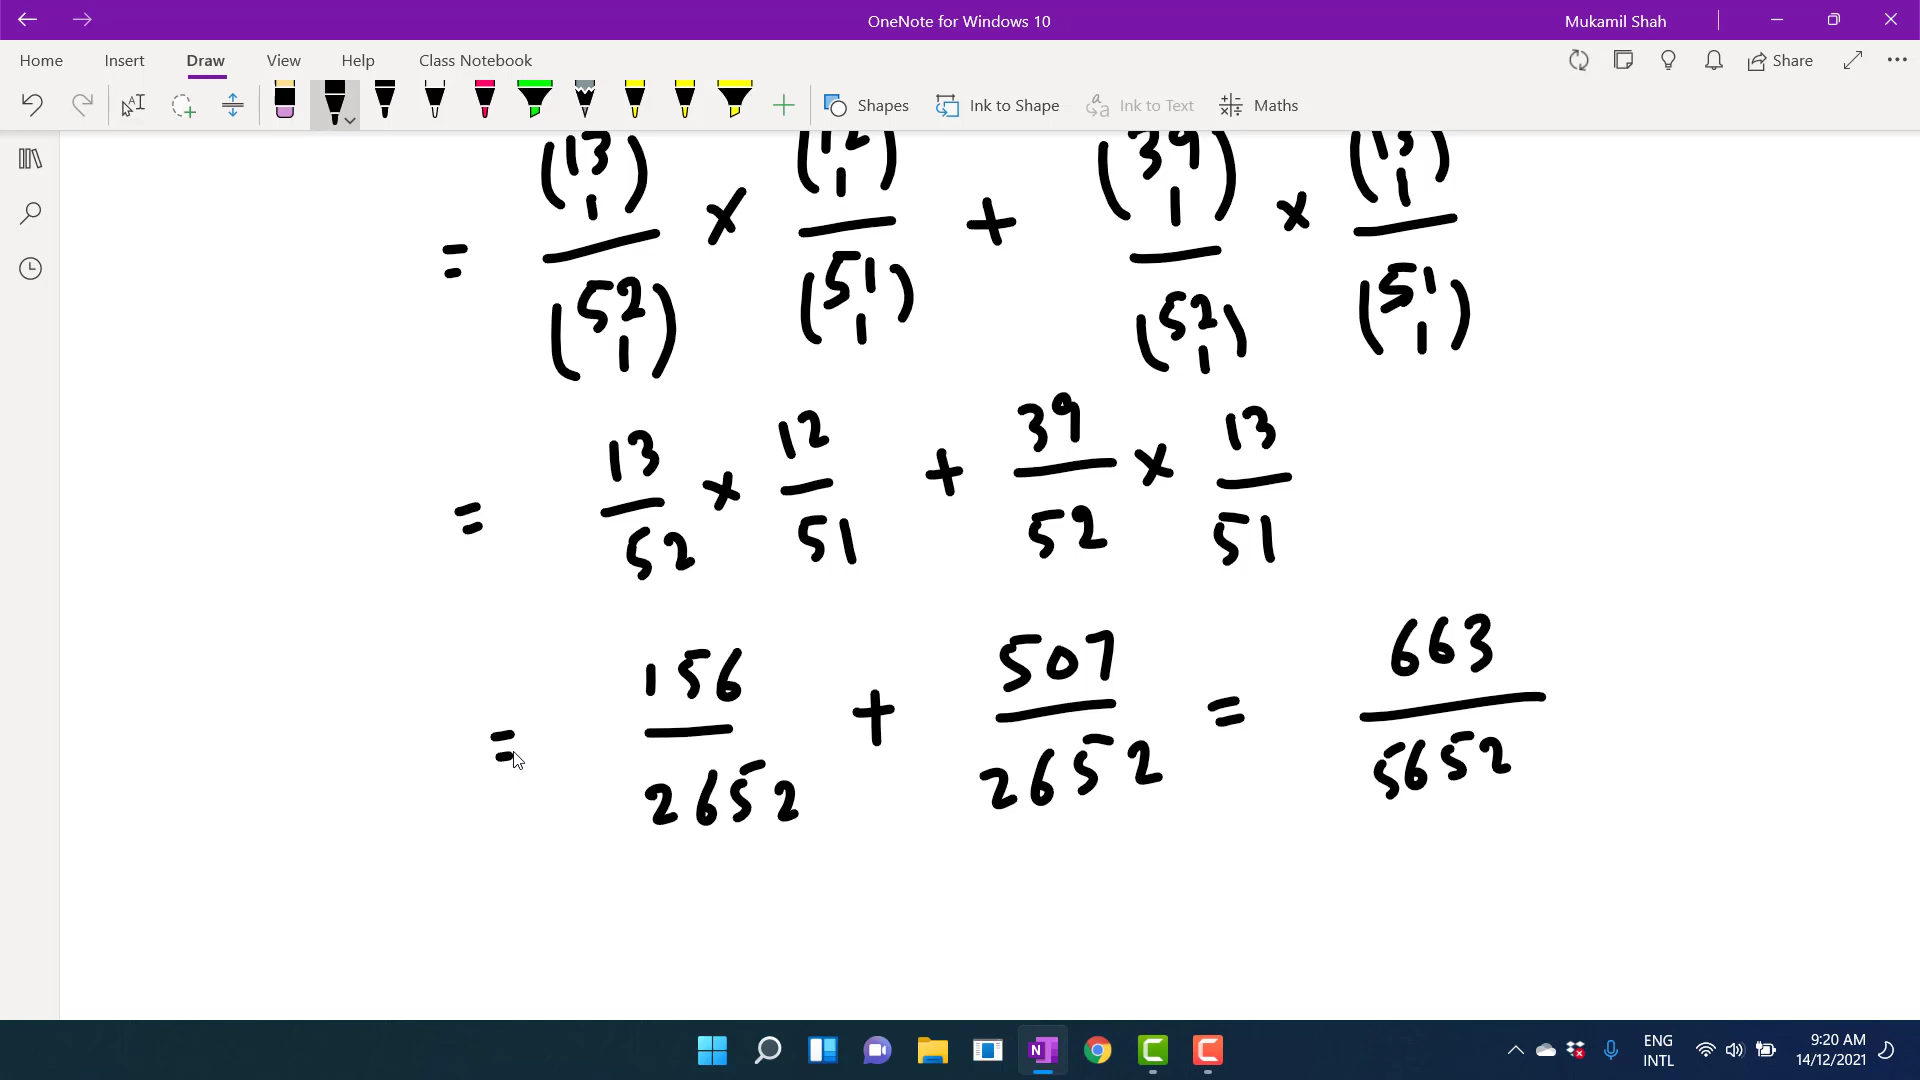 OneNote for Windows 10
Mukamil Shah
Home Insert Draw View Help Class Notebook
Share
Shapes Ink to Shape Ink to Text Maths
= (13 1)/(52 1) × (12 1)/(51 1) + (39 1)/(52 1) × (13 1)/(51 1)
= 13/52 × 12/51 + 39/52 × 13/51
= 156/2652 + 507/2652 = 663/5652
ENG 9:20 AM
INTL 14/12/2021